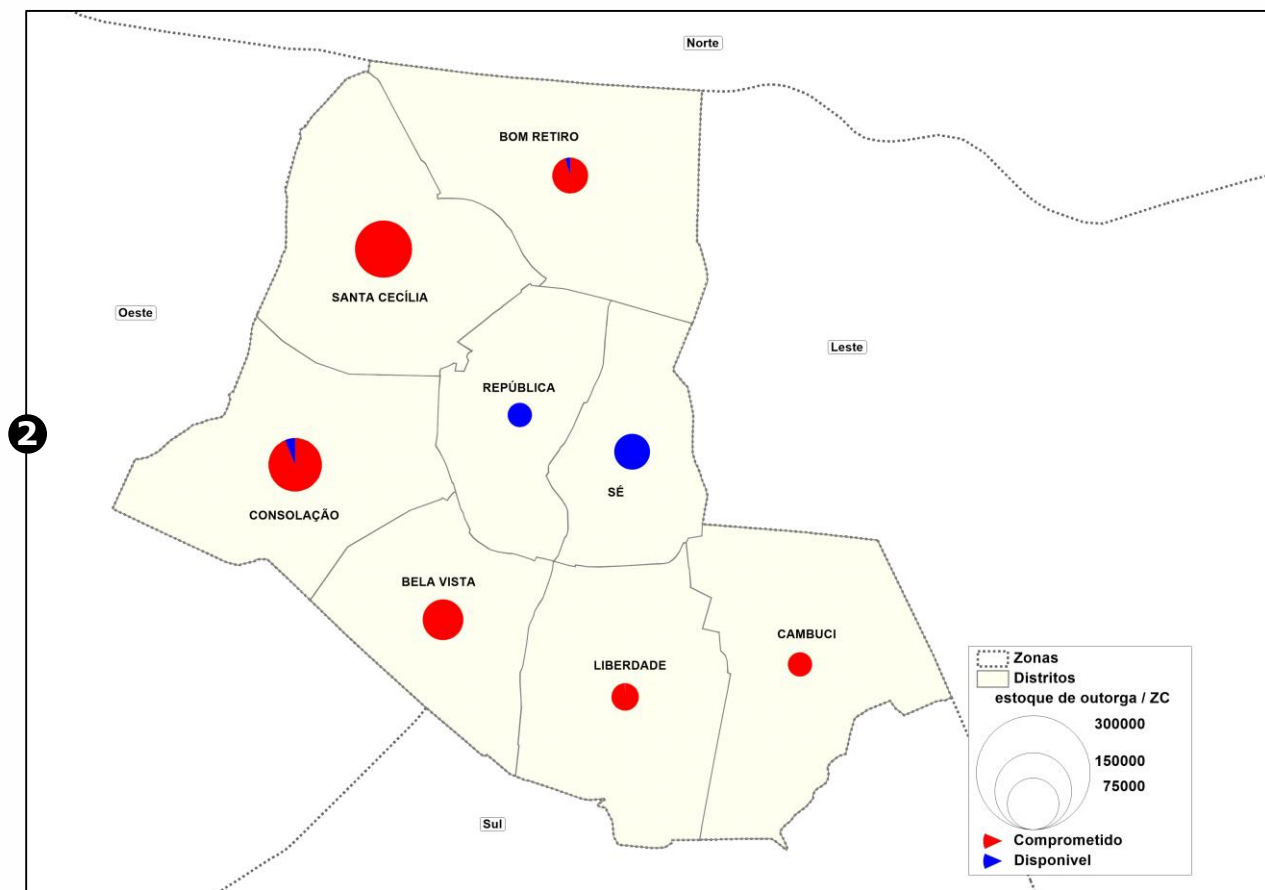 Norte
BOM RETIRO
SANTA CECÍLIA
Oeste
Leste
REPÚBLICA
2
SÉ
CONSOLAÇÃO
BELA VISTA
CAMBUCI
LIBERDADE
Sul
Zonas
Distritos
estoque de outorga / ZC
300000
150000
75000
Comprometido
Disponivel